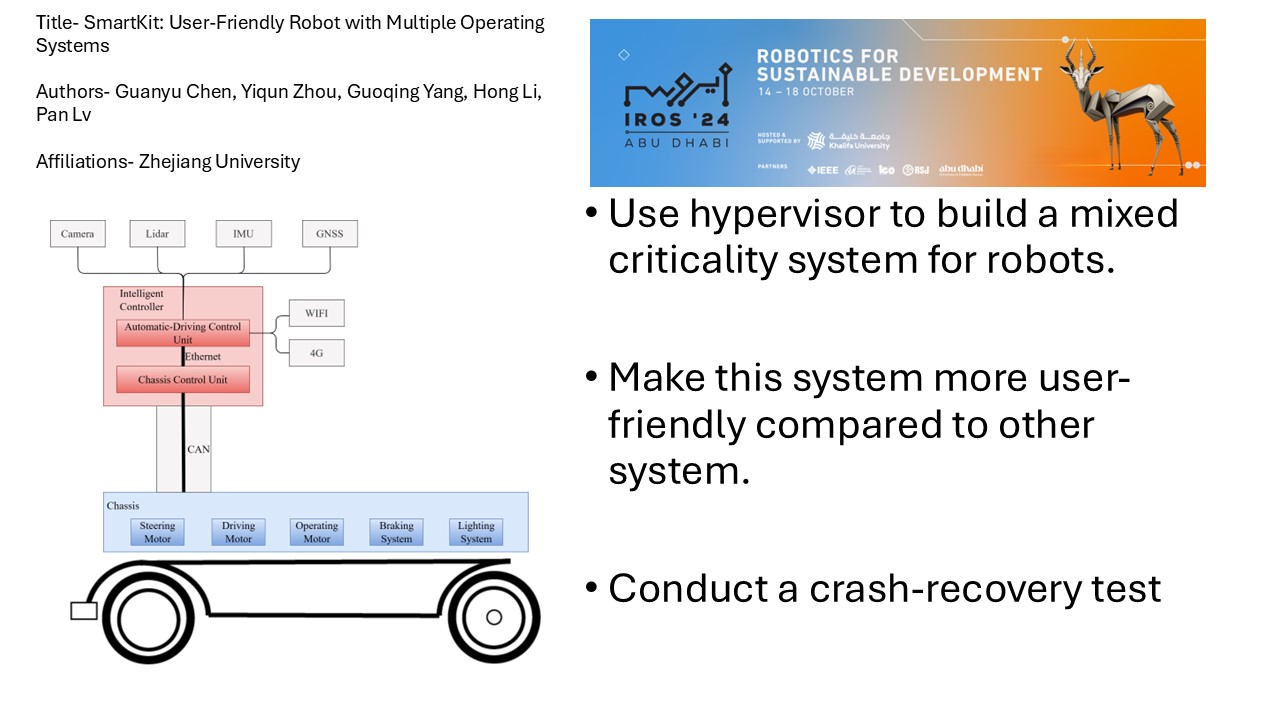 Title- SmartKit: User-Friendly Robot with Multiple Operating
Systems
Authors- Guanyu Chen, Yiqun Zhou, Guoqing Yang, Hong Li,
Pan Lv
Affiliations- Zhejiang University
ROBOTICS FOR
SUSTAINABLE DEVELOPMENT
14 – 18 OCTOBER
IROS '24
ABU DHABI
HOSTED &
SUPPORTED BY
جامعة خليفة
Khalifa University
PARTNERS
IEEE
RSJ
abu dhabi
Camera
Lidar
IMU
GNSS
Intelligent
Controller
Automatic-Driving Control
Unit
Ethernet
Chassis Control Unit
WIFI
4G
CAN
Chassis
Steering
Motor
Driving
Motor
Operating
Motor
Braking
System
Lighting
System
• Use hypervisor to build a mixed
criticality system for robots.
• Make this system more user-
friendly compared to other
system.
• Conduct a crash-recovery test